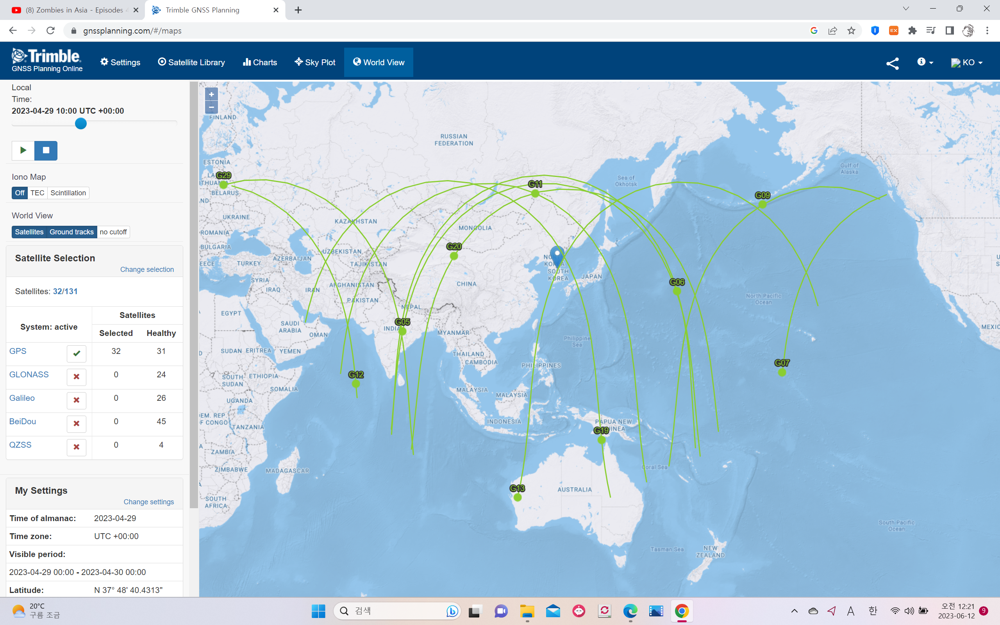 (8) Zombies in Asia - Episodes
Trimble GNSS Planning
gnssplanning.com/#/maps
EX
Trimble
GNSS Planning Online
Settings
Satellite Library
Charts
Sky Plot
World View
KO
Local
Time:
2023-04-29 10:00 UTC +00:00
Iono Map
Off TEC Scintillation
World View
Satellites Ground tracks no cutoff
Satellite Selection
Change selection
Satellites: 32/131
System: active
Satellites
Selected Healthy
GPS 32 31
GLONASS 0 24
Galileo 0 26
BeiDou 0 45
QZSS 0 4
My Settings
Change settings
Time of almanac: 2023-04-29
Time zone: UTC +00:00
Visible period:
2023-04-29 00:00 - 2023-04-30 00:00
Latitude: N 37° 48' 40.4313"
+
−
FINLAND
RUSSIAN
FEDERATION
ESTONIA
G29
BELARUS
UKRAINE
ROMANIA
BULGARIA
TURKEY
AZERBAIJAN
KAZAKHSTAN
UZBEKISTAN
TAJIKISTAN
MONGOLIA
G11
Sea of
Okhotsk
G09
Gulf of
Alaska
G20
NORTH
KOREA
SOUTH
KOREA
JAPAN
SYRIA
IRAQ
IRAN
AFGHANISTAN
PAKISTAN
CHINA
G06
North Pacific
Ocean
NEPAL
EGYPT
SAUDI
ARABIA
OMAN
G05
INDIA
MYANMAR
Philippine
Sea
MEXIC
SUDAN
ERITREA
YEMEN
THAILAND
CAMBODIA
PHILIPPINES
G07
G12
SOUTH
SUDAN
ETHIOPIA
SOMALIA
MALAYSIA
MALAYSIA
UGANDA
DEM. REP.
OF CONGO
TANZANIA
INDONESIA
PAPUA NEW
GUINEA
G19
ZAMBIA
ZIMBABWE
MADAGASCAR
Coral Sea
G13
AUSTRALIA
SOUTH
AFRICA
South Pacific
Ocean
Tasman Sea
NEW
ZEALAND
20°C
구름 조금
검색
A
한
오전 12:21
2023-06-12
9